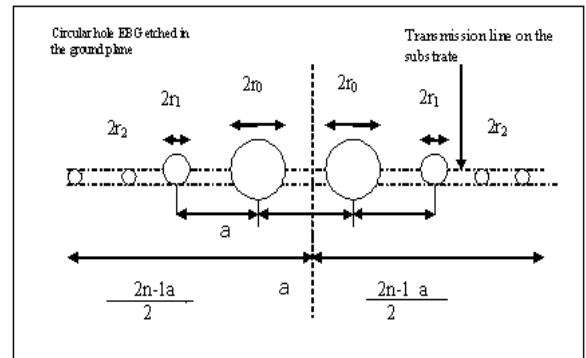 Circular hole EBG etched in
the ground plane
Transmission line on the
substrate
2r₀
2r₀
2r₁
2r₁
2r₂
2r₂
a
2n-1a
2
a
2n-1 a
2